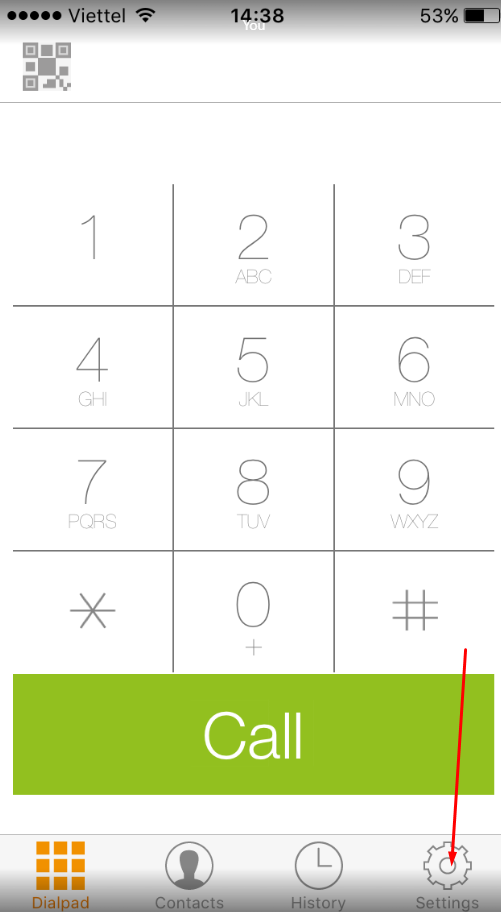 Viettel 14:38 53%
You
1 2 3
ABC DEF
4 5 6
GHI JKL MNO
7 8 9
PQRS TUV WXYZ
* 0 #
+
Call
Dialpad Contacts History Settings